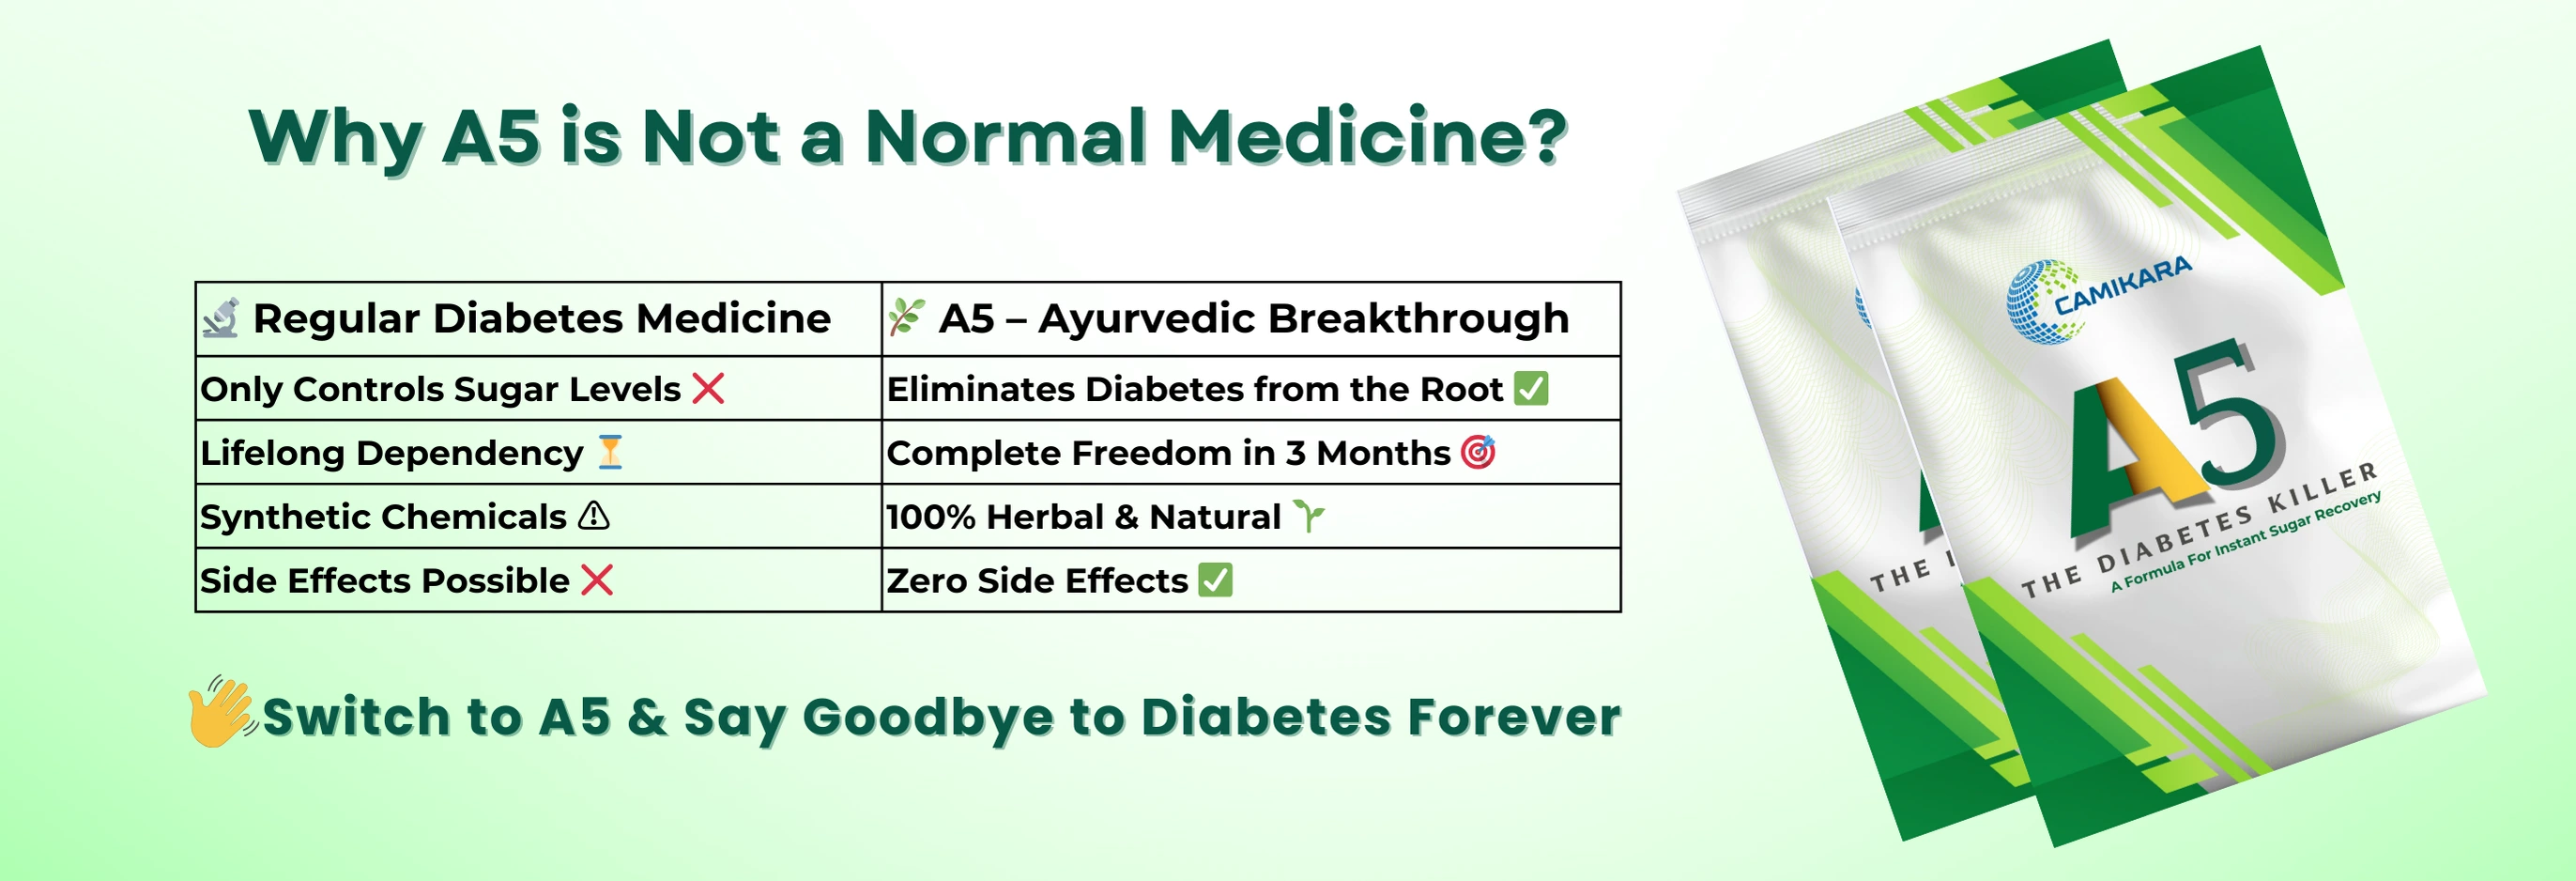 Why A5 is Not a Normal Medicine?
🔬 Regular Diabetes Medicine
🌿 A5 – Ayurvedic Breakthrough
Only Controls Sugar Levels ❌
Eliminates Diabetes from the Root ✅
Lifelong Dependency ⏳
Complete Freedom in 3 Months 🎯
Synthetic Chemicals ⚠
100% Herbal & Natural 🌱
Side Effects Possible ❌
Zero Side Effects ✅
👋Switch to A5 & Say Goodbye to Diabetes Forever
CAMIKARA
A5
THE DIABETES KILLER
A Formula For Instant Sugar Recovery
THE